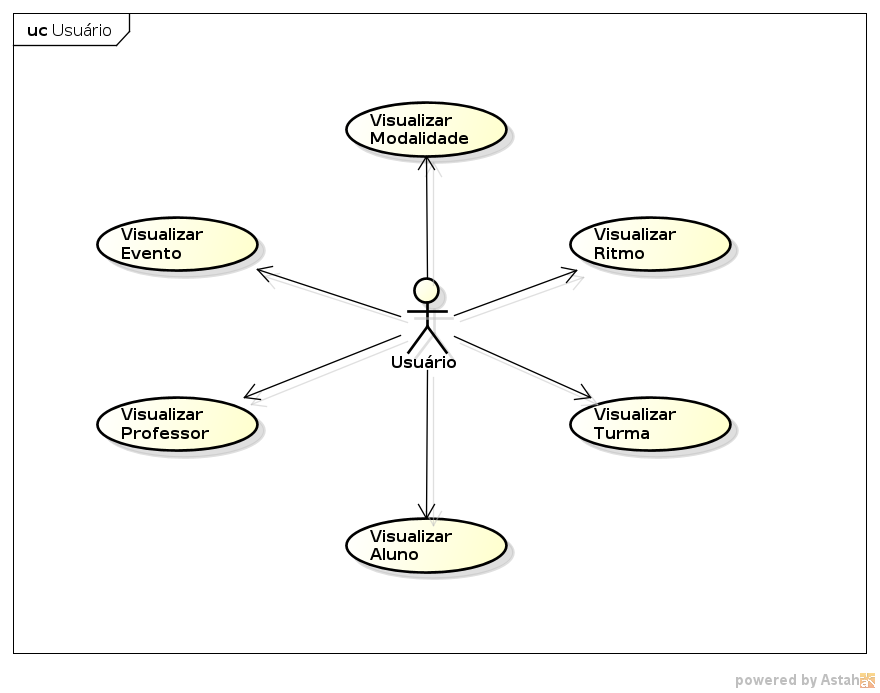 uc Usuário
Visualizar
Modalidade
Visualizar
Evento
Visualizar
Ritmo
Usuário
Visualizar
Professor
Visualizar
Turma
Visualizar
Aluno
powered by Astah